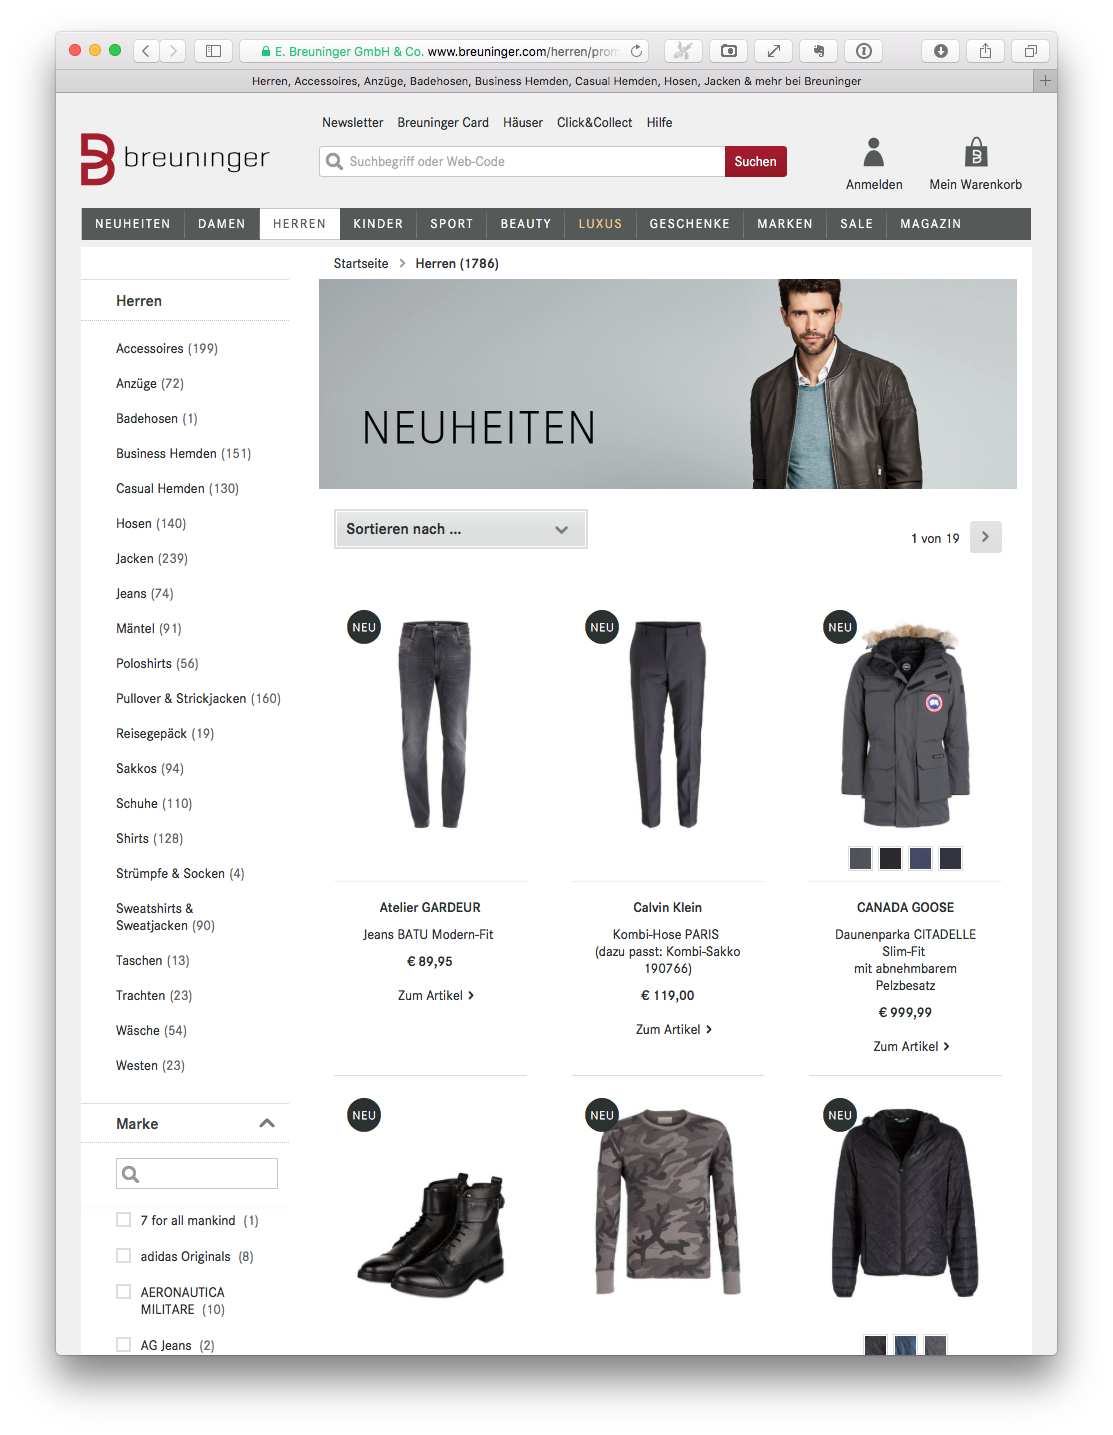 E. Breuninger GmbH & Co. www.breuninger.com/herren/prom
Herren, Accessoires, Anzüge, Badehosen, Business Hemden, Casual Hemden, Hosen, Jacken & mehr bei Breuninger
Newsletter Breuninger Card Häuser Click&Collect Hilfe
breuninger
Suchbegriff oder Web-Code
Suchen
Anmelden
Mein Warenkorb
NEUHEITEN DAMEN HERREN KINDER SPORT BEAUTY LUXUS GESCHENKE MARKEN SALE MAGAZIN
Startseite > Herren (1786)
Herren
Accessoires (199)
Anzüge (72)
Badehosen (1)
Business Hemden (151)
Casual Hemden (130)
Hosen (140)
Jacken (239)
Jeans (74)
Mäntel (91)
Poloshirts (56)
Pullover & Strickjacken (160)
Reisegepäck (19)
Sakkos (94)
Schuhe (110)
Shirts (128)
Strümpfe & Socken (4)
Sweatshirts &
Sweatjacken (90)
Taschen (13)
Trachten (23)
Wäsche (54)
Westen (23)
Marke
7 for all mankind (1)
adidas Originals (8)
AERONAUTICA
MILITARE (10)
AG Jeans (2)
NEUHEITEN
Sortieren nach ...
1 von 19
NEU
Atelier GARDEUR
Jeans BATU Modern-Fit
€ 89,95
Zum Artikel >
NEU
Calvin Klein
Kombi-Hose PARIS
(dazu passt: Kombi-Sakko
190766)
€ 119,00
Zum Artikel >
NEU
CANADA GOOSE
Daunenparka CITADELLE
Slim-Fit
mit abnehmbarem
Pelzbesatz
€ 999,99
Zum Artikel >
NEU
NEU
NEU